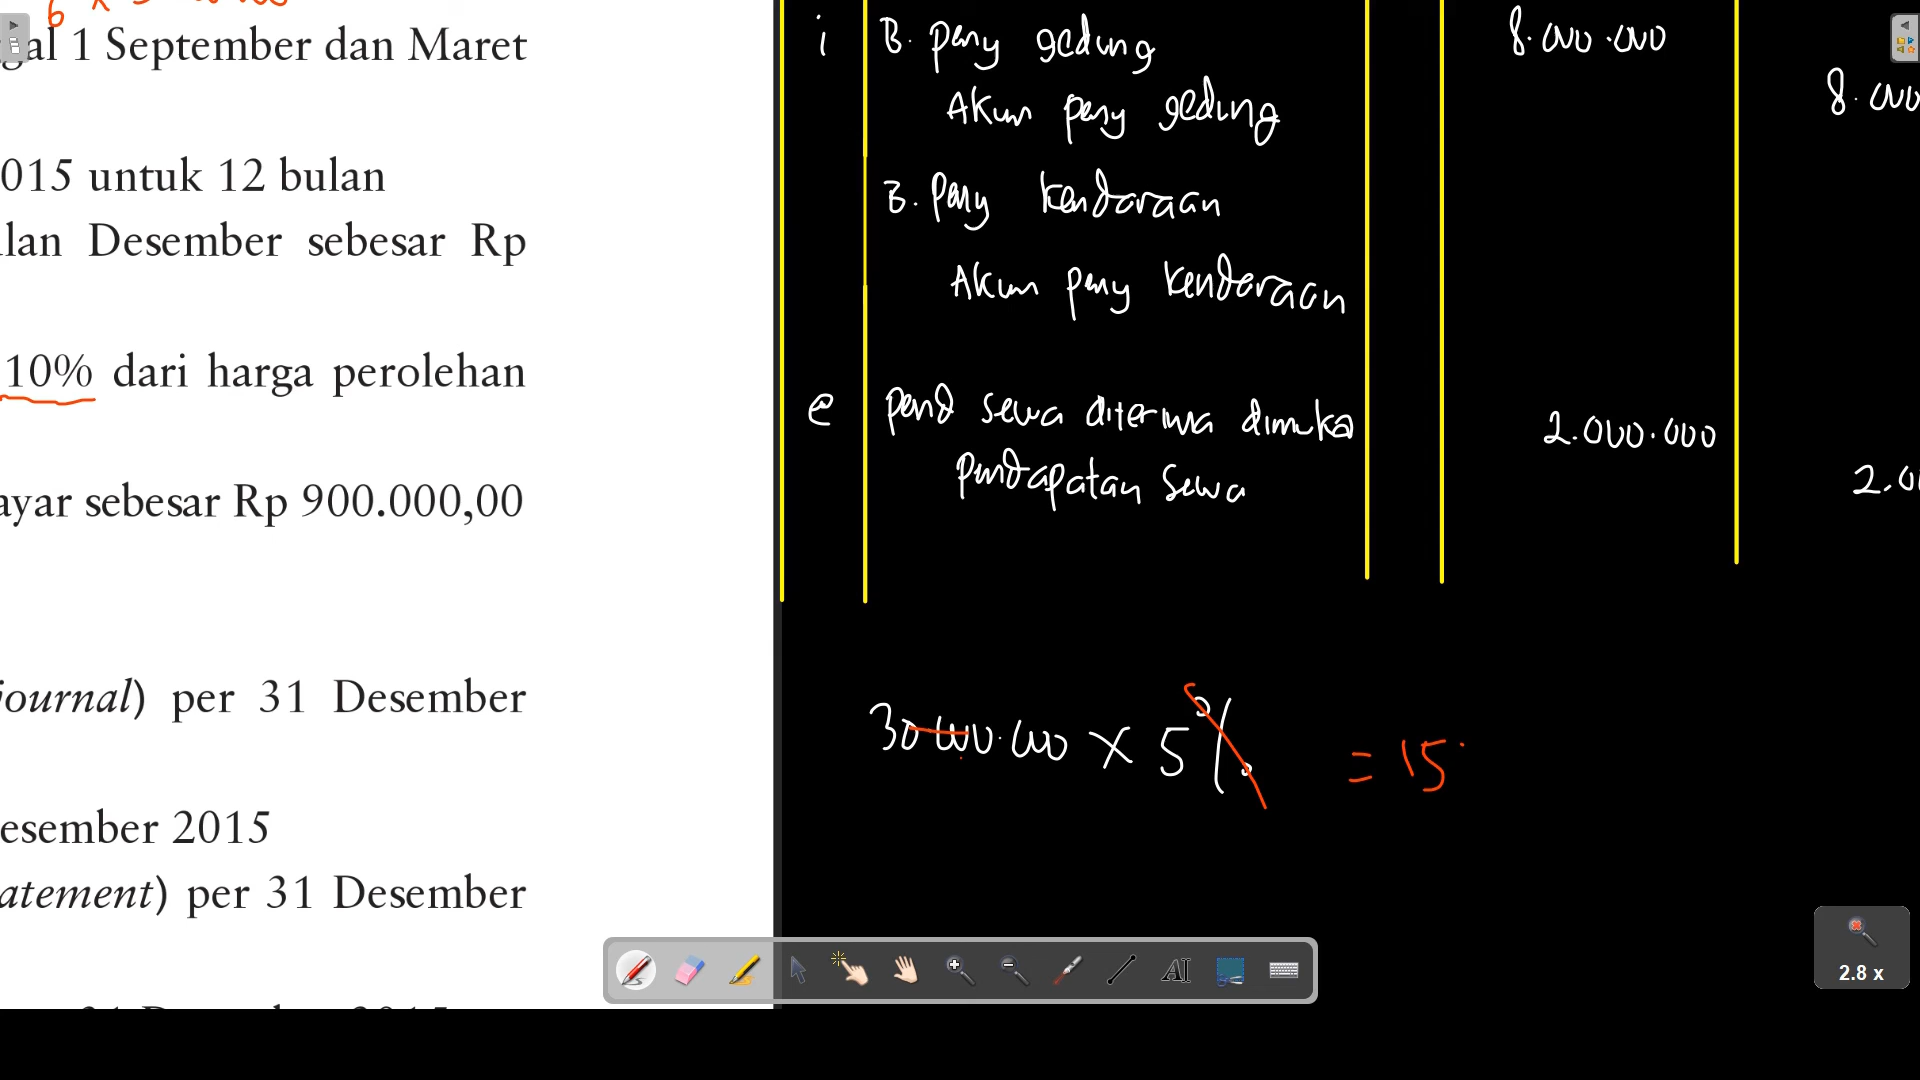 gal 1 September dan Maret
015 untuk 12 bulan
lan Desember sebesar Rp
10% dari harga perolehan
ayar sebesar Rp 900.000,00
journal) per 31 Desember
esember 2015
atement) per 31 Desember
i B. peny gedung 8.000.000
Akum peny gedung 8.000
B. Peny kendaraan
Akum peny kendaraan
e pend sewa diterima dimuka 2.000.000
pendapatan sewa 2.0
x 5% = 15.
AI
2.8 x